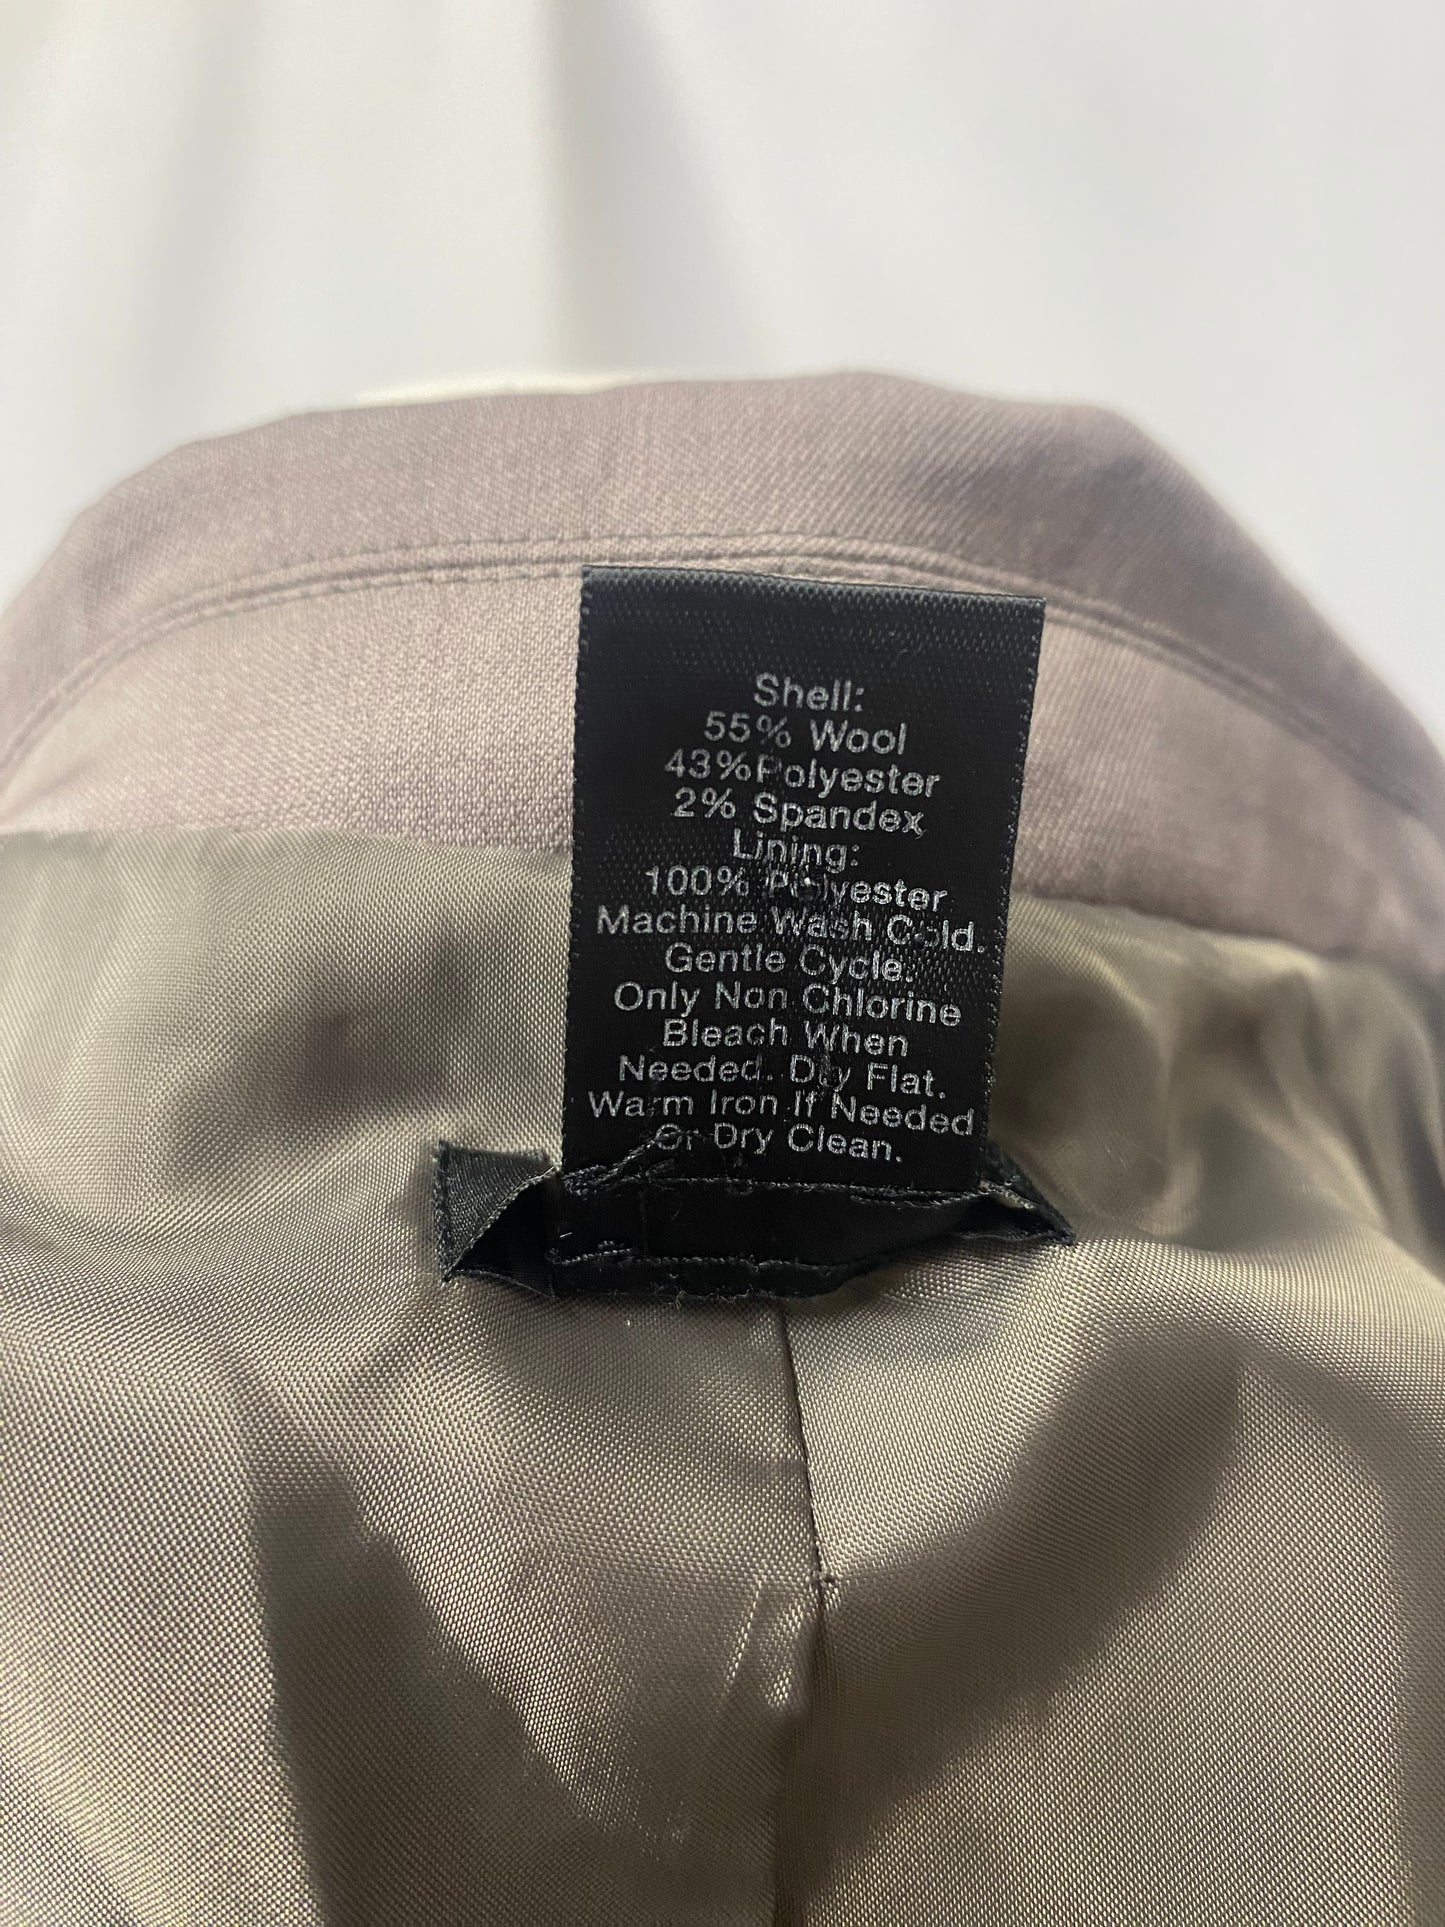 Shell:
55% Wool
43%Polyester
2% Spandex
Lining:
100% Polyester
Machine Wash Cold.
Gentle Cycle.
Only Non Chlorine
Bleach When
Needed. Dry Flat.
Warm Iron If Needed
Or Dry Clean.